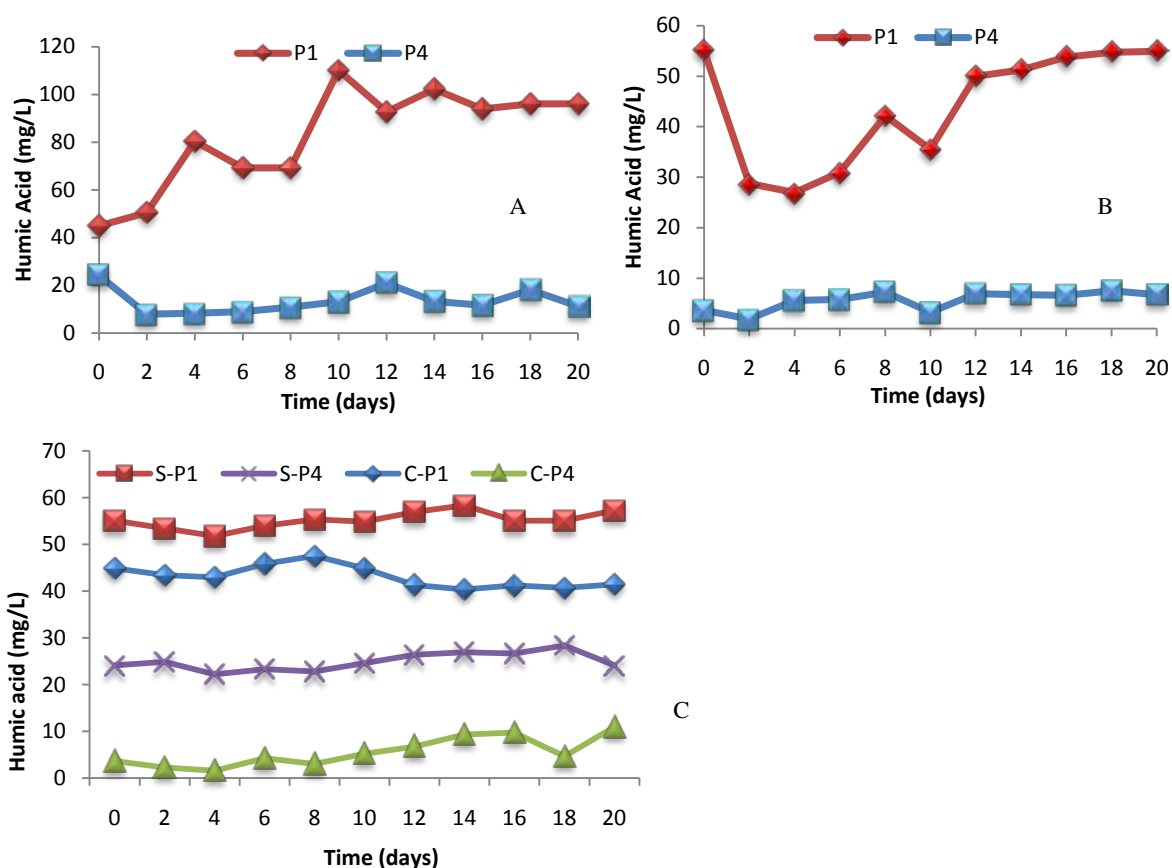 P1 P4
Humic Acid (mg/L)
120
100
80
60
40
20
0
A
0 2 4 6 8 10 12 14 16 18 20
Time (days)
P1 P4
Humic Acid (mg/L)
60
50
40
30
20
10
0
B
0 2 4 6 8 10 12 14 16 18 20
Time (days)
S-P1 S-P4 C-P1 C-P4
Humic acid (mg/L)
70
60
50
40
30
20
10
0
C
0 2 4 6 8 10 12 14 16 18 20
Time (days)